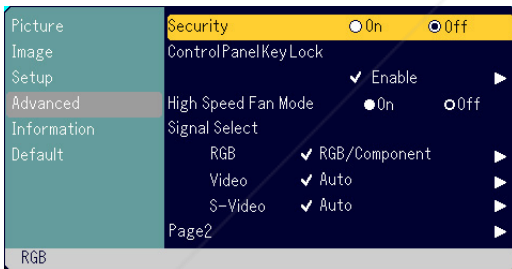 Picture
Image
Setup
Advanced
Information
Default
Security On Off
ControlPanelKeyLock
Enable
High Speed Fan Mode On Off
Signal Select
RGB RGB/Component
Video Auto
S-Video Auto
Page2
RGB